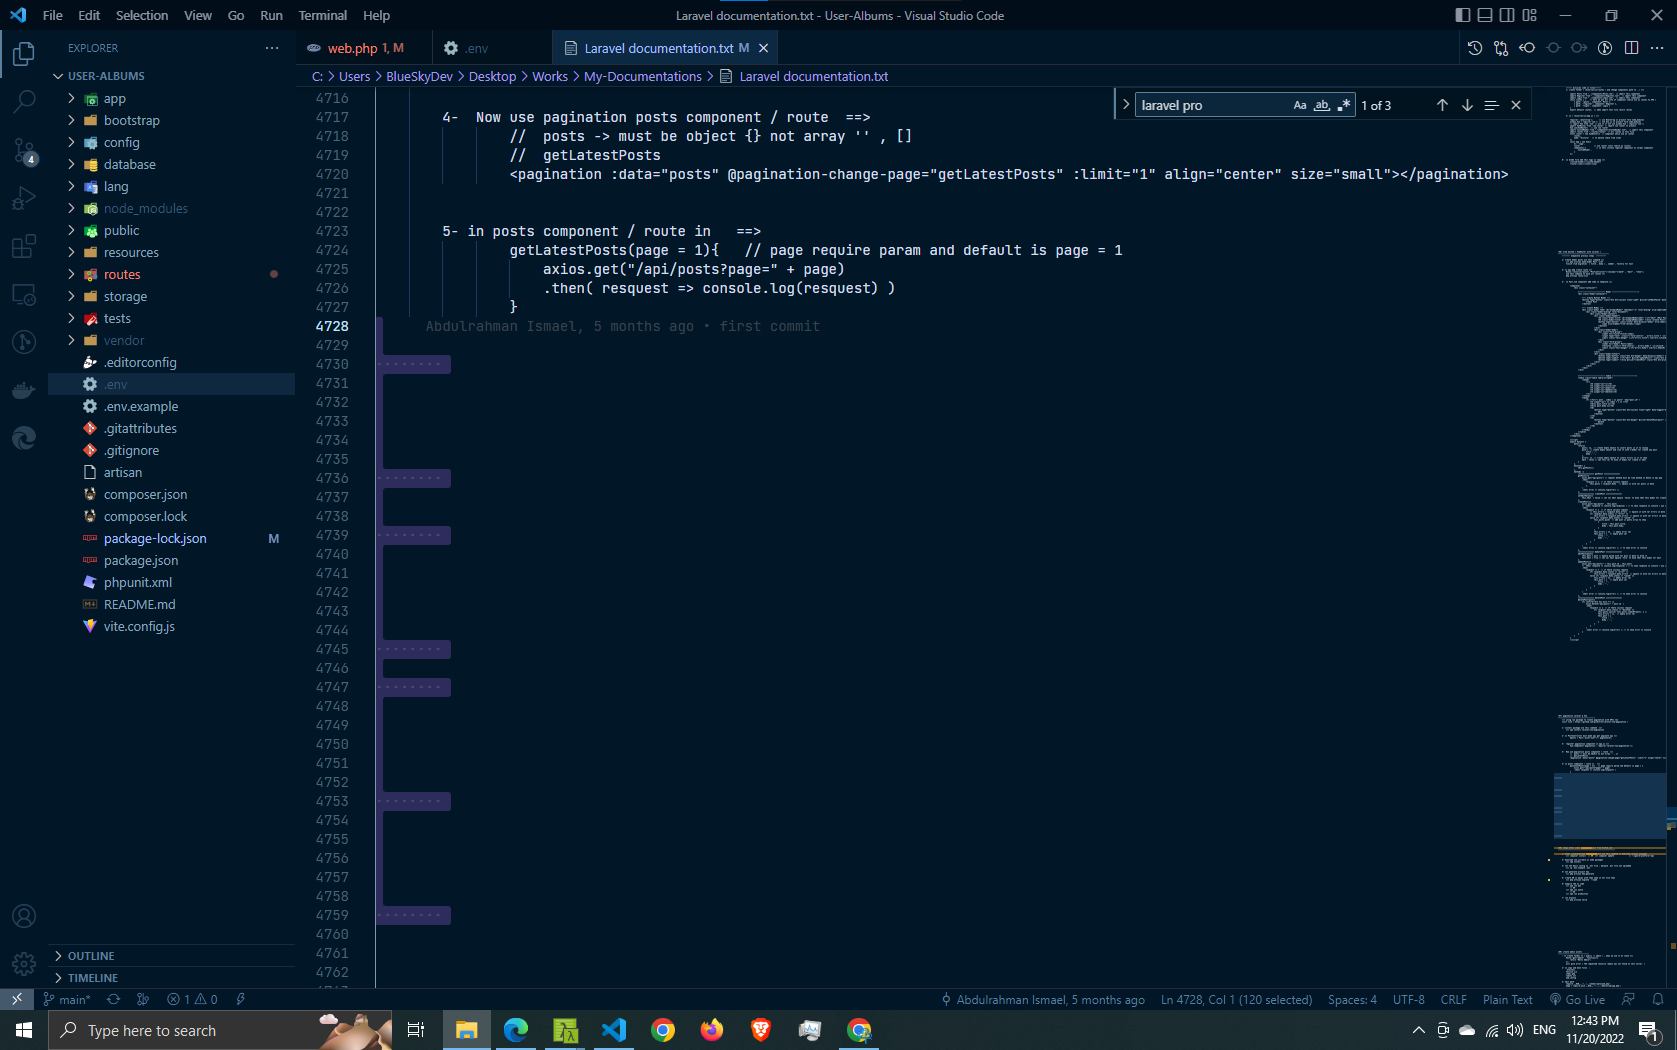 File Edit Selection View Go Run Terminal Help
Laravel documentation.txt - User-Albums - Visual Studio Code
EXPLORER
web.php 1, M
.env
Laravel documentation.txt M
USER-ALBUMS
C: > Users > BlueSkyDev > Desktop > Works > My-Documentations > Laravel documentation.txt
laravel pro
Aa ab .*
1 of 3
app
bootstrap
config
database
lang
node_modules
public
resources
routes
storage
tests
vendor
.editorconfig
.env
.env.example
.gitattributes
.gitignore
artisan
composer.json
composer.lock
package-lock.json M
package.json
phpunit.xml
README.md
vite.config.js
OUTLINE
TIMELINE
4
4716
4717 4- Now use pagination posts component / route ==>
4718 // posts -> must be object {} not array '' , []
4719 // getLatestPosts
4720 <pagination :data="posts" @pagination-change-page="getLatestPosts" :limit="1" align="center" size="small"></pagination>
4721
4722
4723 5- in posts component / route in ==>
4724 getLatestPosts(page = 1){ // page require param and default is page = 1
4725 axios.get("/api/posts?page=" + page)
4726 .then( resquest => console.log(resquest) )
4727 }
4728 Abdulrahman Ismael, 5 months ago • first commit
4729
4730
4731
4732
4733
4734
4735
4736
4737
4738
4739
4740
4741
4742
4743
4744
4745
4746
4747
4748
4749
4750
4751
4752
4753
4754
4755
4756
4757
4758
4759
4760
4761
4762
main* 1 0
Abdulrahman Ismael, 5 months ago Ln 4728, Col 1 (120 selected) Spaces: 4 UTF-8 CRLF Plain Text Go Live
Type here to search
ENG
12:43 PM
11/20/2022
1